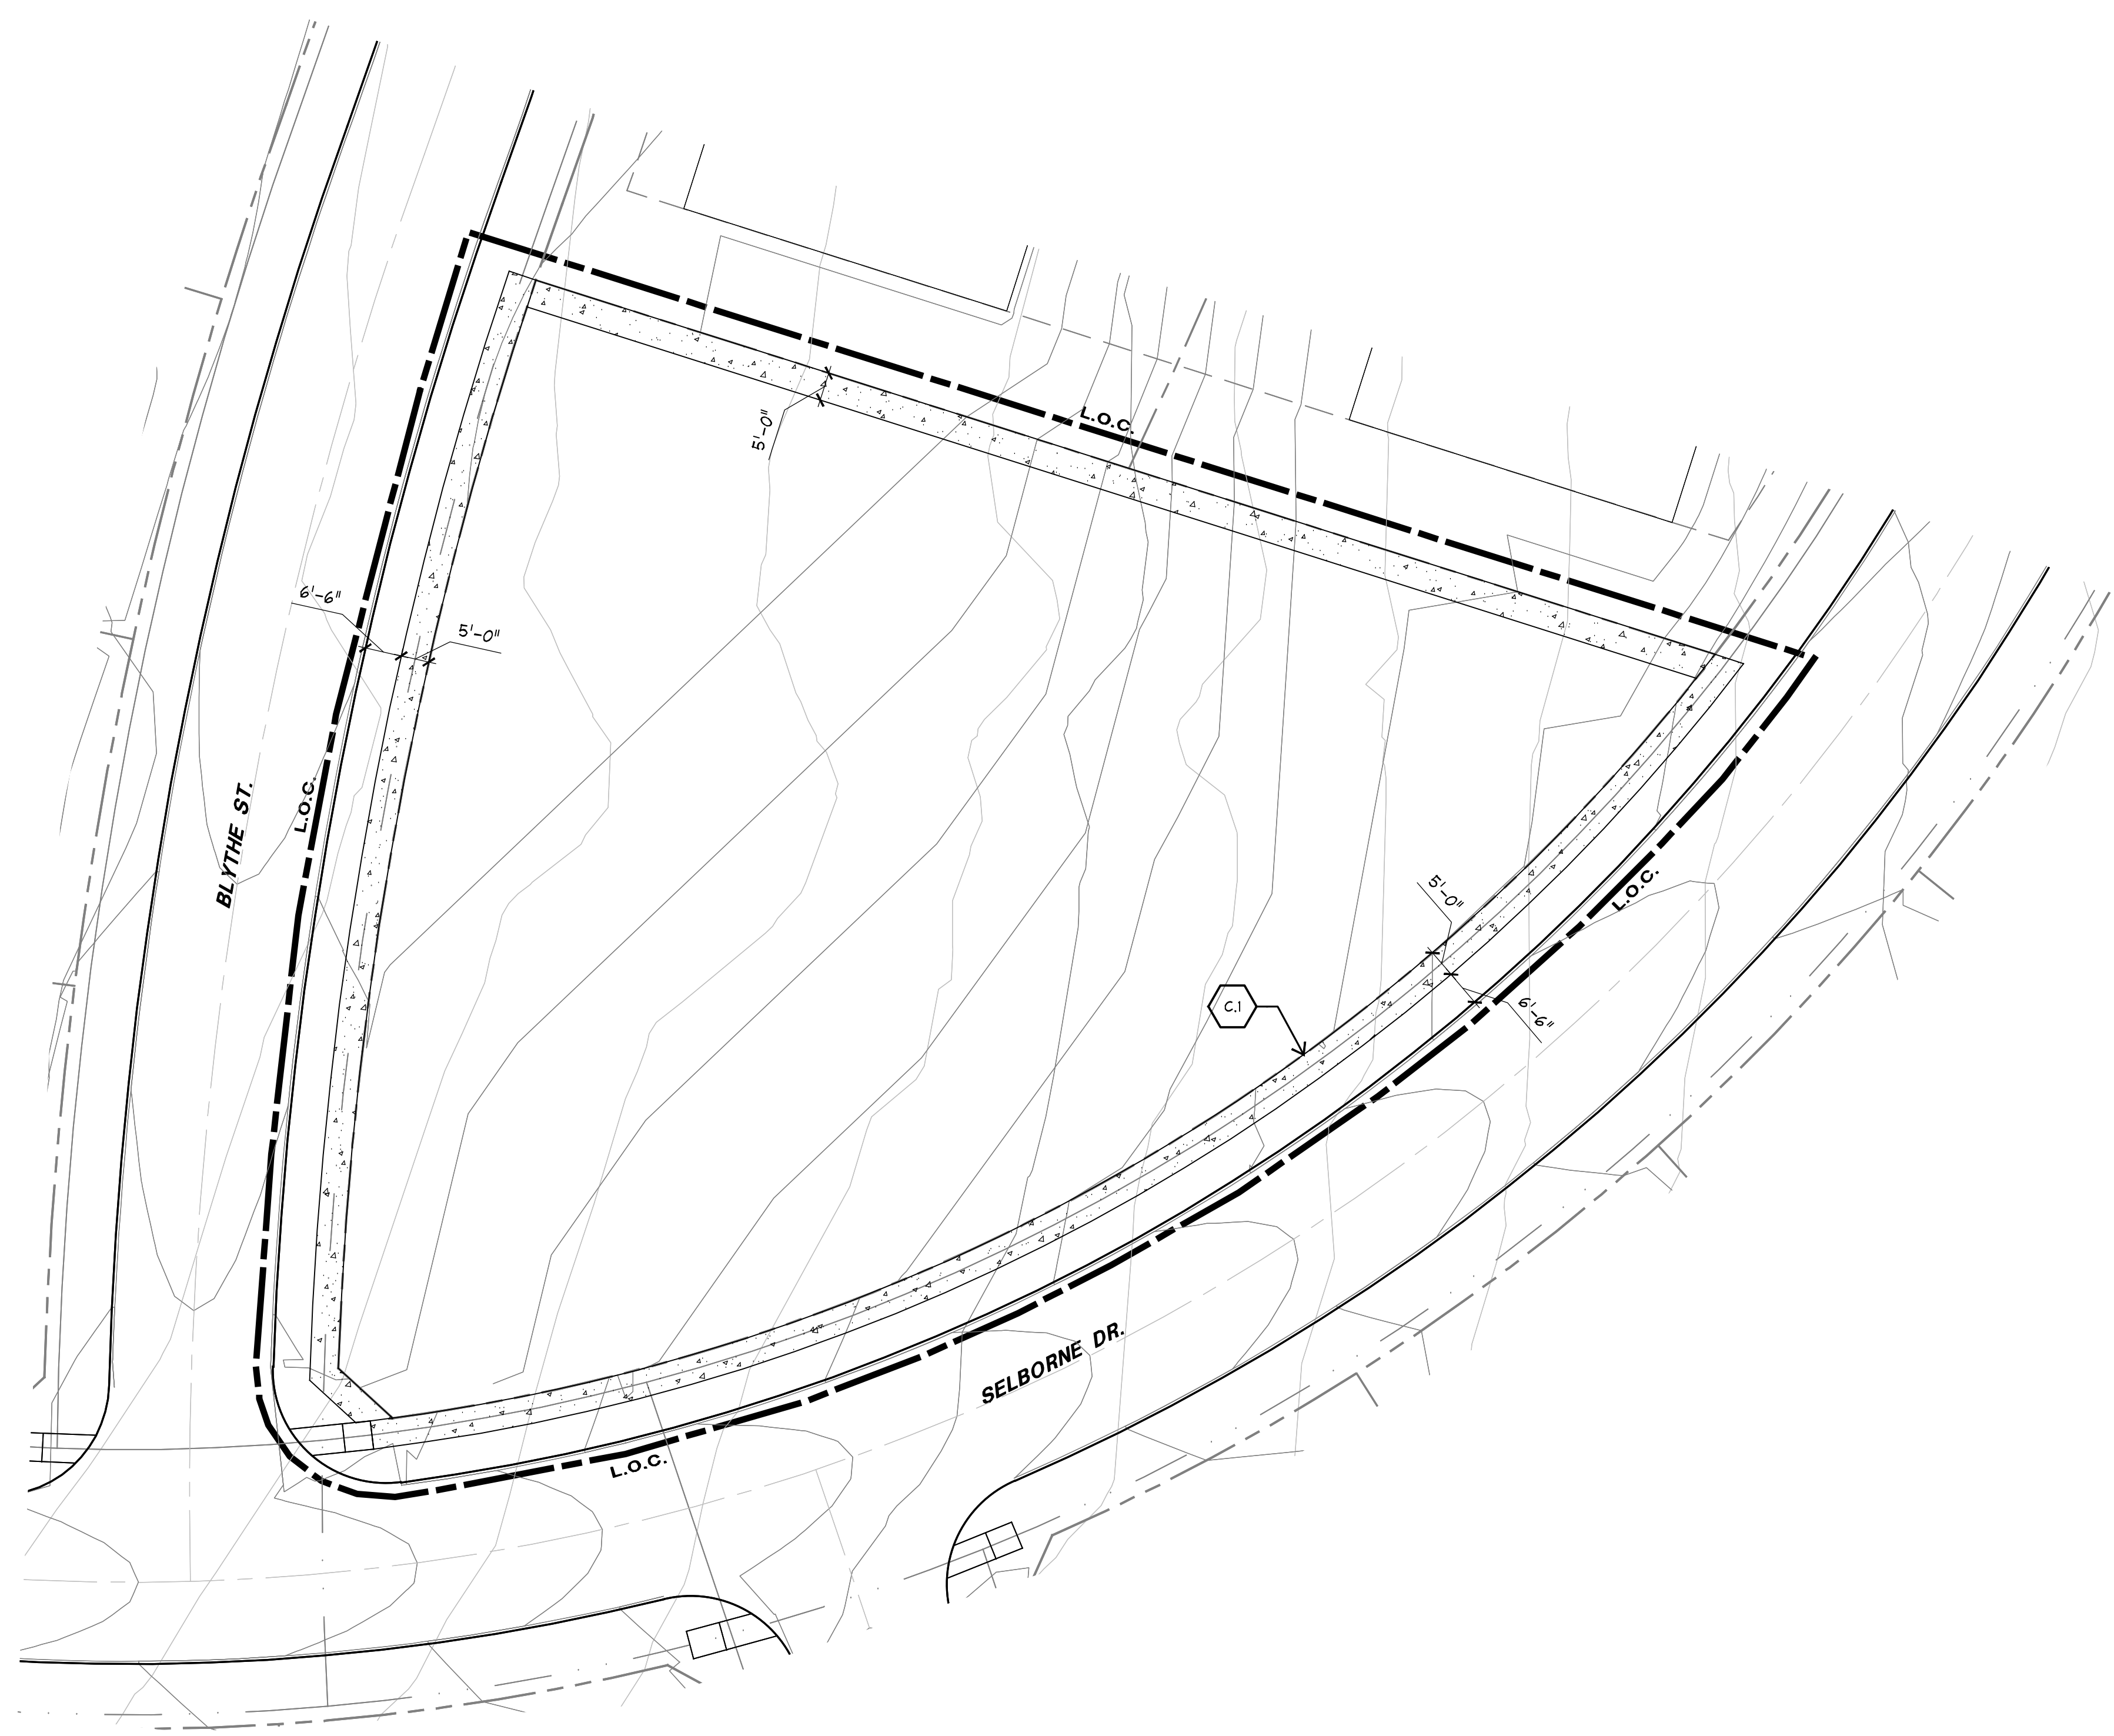 L.O.C.
5'-0"
6'-6"
5'-0"
L.O.C.
BLYTHE ST.
5'-0"
L.O.C.
C.1
6'-6"
SELBORNE DR.
L.O.C.